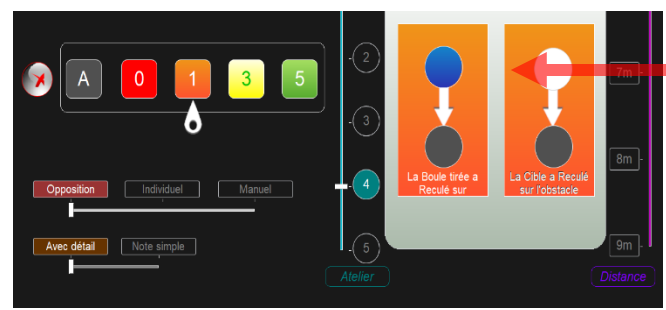 A 0 1 3 5
Opposition Individuel Manuel
Avec détail Note simple
2
3
4
5
Atelier
La Boule tirée a
Reculé sur
La Cible a Reculé
sur l'obstacle
7m
8m
9m
Distance